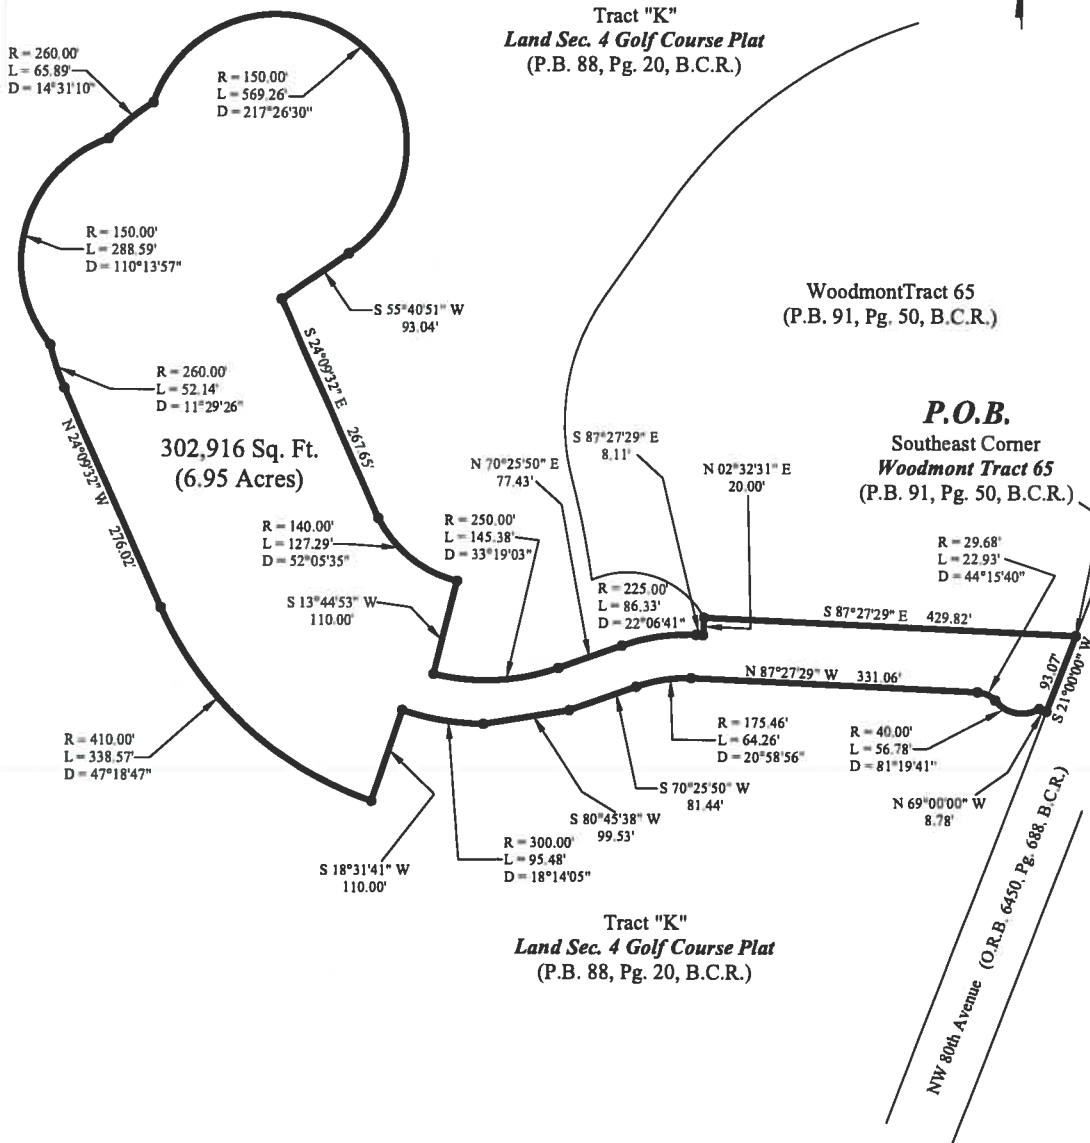 Tract "K"
Land Sec. 4 Golf Course Plat
(P.B. 88, Pg. 20, B.C.R.)
R = 260.00'
L = 65.89'
D = 14°31'10"
R = 150.00'
L = 569.26'
D = 217°26'30"
R = 150.00'
L = 288.59'
D = 110°13'57"
S 55°40'51" W
93.04'
WoodmontTract 65
(P.B. 91, Pg. 50, B.C.R.)
R = 260.00'
L = 52.14'
D = 11°29'26"
S 24°09'32" E 267.65'
P.O.B.
Southeast Corner
Woodmont Tract 65
(P.B. 91, Pg. 50, B.C.R.)
302,916 Sq. Ft.
(6.95 Acres)
N 24°09'32" W 276.02'
S 87°27'29" E
8.11'
N 70°25'50" E
77.43'
N 02°32'31" E
20.00'
R = 140.00'
L = 127.29'
D = 52°05'35"
R = 250.00'
L = 145.38'
D = 33°19'03"
R = 29.68'
L = 22.93'
D = 44°15'40"
S 13°44'53" W
110.00'
R = 225.00'
L = 86.33'
D = 22°06'41"
S 87°27'29" E 429.82'
93.07'
S 21°00'00" W
N 87°27'29" W 331.06'
R = 410.00'
L = 338.57'
D = 47°18'47"
R = 175.46'
L = 64.26'
D = 20°58'56"
R = 40.00'
L = 56.78'
D = 81°19'41"
S 70°25'50" W
81.44'
N 69°00'00" W
8.78'
S 80°45'38" W
99.53'
S 18°31'41" W
110.00'
R = 300.00'
L = 95.48'
D = 18°14'05"
Tract "K"
Land Sec. 4 Golf Course Plat
(P.B. 88, Pg. 20, B.C.R.)
NW 80th Avenue (O.R.B. 6450, Pg. 688, B.C.R.)